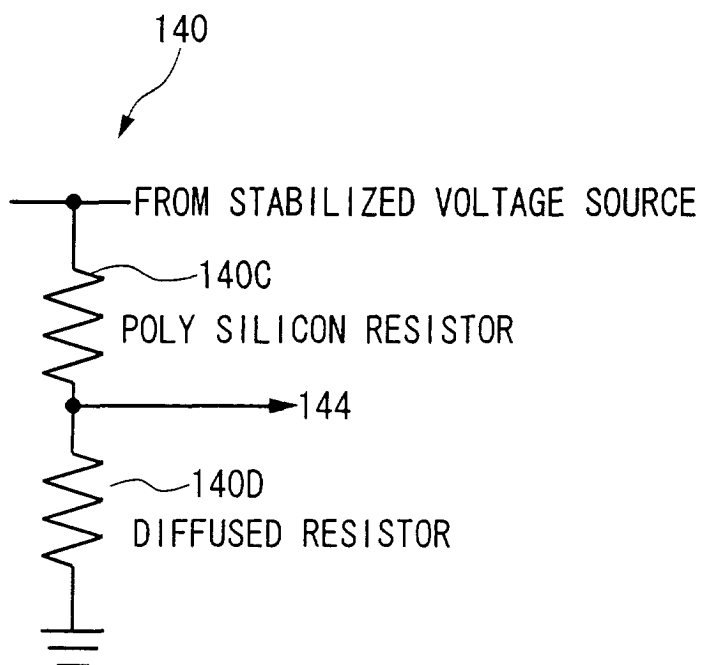 140
FROM STABILIZED VOLTAGE SOURCE
140C
POLY SILICON RESISTOR
144
140D
DIFFUSED RESISTOR